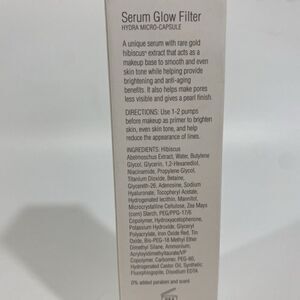 Serum Glow Filter
HYDRA MICRO-CAPSULE
A unique serum with rare gold
hibiscus* extract that acts as a
makeup base to smooth and even
skin tone while helping provide
brightening and anti-aging
benefits. It also helps make pores
less visible and gives a pearl finish.
DIRECTIONS: Use 1-2 pumps
before makeup as primer to brighten
skin, even skin tone, and help
reduce the appearance of lines.
INGREDIENTS: Hibiscus
Abelmoschus Extract, Water, Butylene
Glycol, Glycerin, 1,2-Hexanediol,
Niacinamide, Propylene Glycol,
Titanium Dioxide, Betaine,
Glycereth-26, Adenosine, Sodium
Hyaluronate, Tocopheryl Acetate,
Hydrogenated lecithin, Mannitol,
Microcrystalline Cellulose, Zea Mays
(corn) Starch, PEG/PPG-17/6
Copolymer, Hydroxyacetophenone,
Potassium Hydroxide, Glyceryl
Polyacrylate, Iron Oxide Red, Tin
Oxide, Bis-PEG-18 Methyl Ether
Dimethyl Silane, Ammonium
Acryloyldimethyltaurate/VP
Copolymer, Carbomer, PEG-60,
Hydrogenated Castor Oil, Synthetic
Fluorphlogopite, Disodium EDTA
0% added paraben and scent